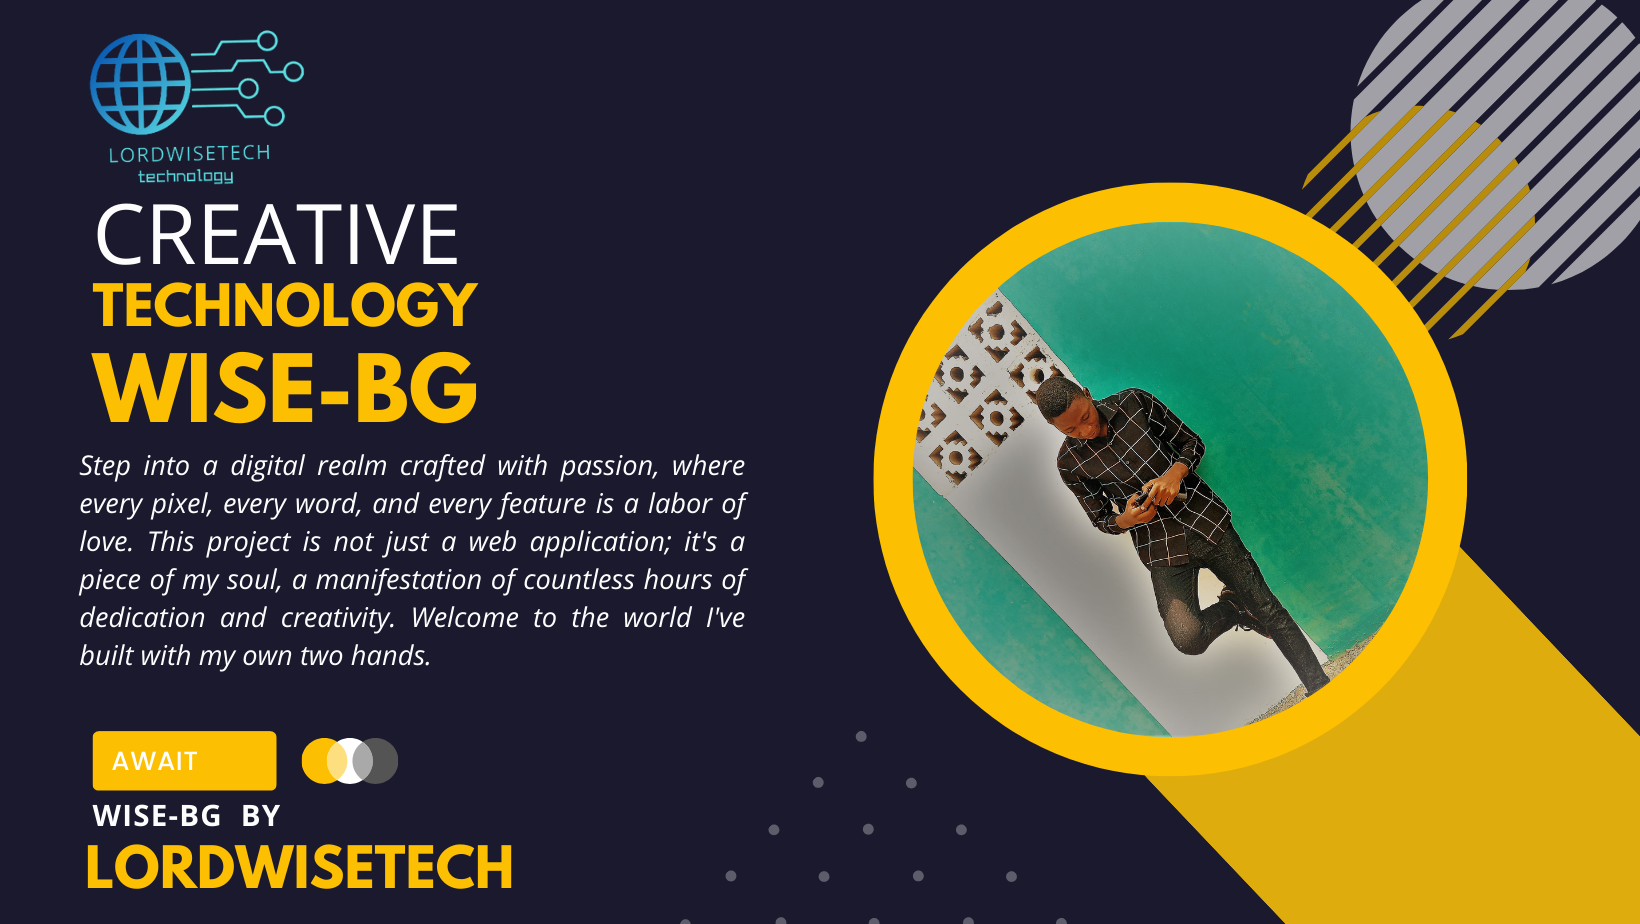 LORDWISETECH
technology
CREATIVE
TECHNOLOGY
WISE-BG
Step into a digital realm crafted with passion, where
every pixel, every word, and every feature is a labor of
love. This project is not just a web application; it's a
piece of my soul, a manifestation of countless hours of
dedication and creativity. Welcome to the world I've
built with my own two hands.
AWAIT
WISE-BG BY
LORDWISETECH